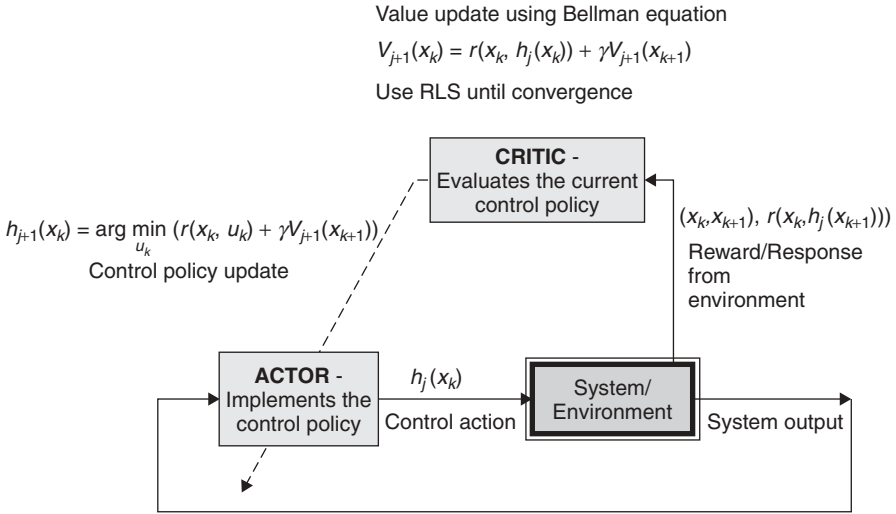 Value update using Bellman equation
V_{j+1}(x_k) = r(x_k, h_j(x_k)) + γV_{j+1}(x_{k+1})
Use RLS until convergence
CRITIC -
Evaluates the current
control policy
(x_k,x_{k+1}), r(x_k,h_j(x_{k+1})))
Reward/Response
from
environment
h_{j+1}(x_k) = arg min (r(x_k, u_k) + γV_{j+1}(x_{k+1}))
u_k
Control policy update
ACTOR -
Implements the
control policy
h_j(x_k)
Control action
System/
Environment
System output